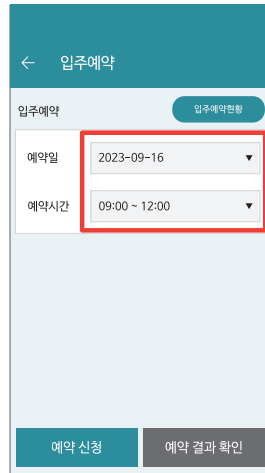 ← 입주예약
입주예약 입주예약현황
예약일 2023-09-16 ▼
예약시간 09:00 ~ 12:00 ▼
예약 신청 예약 결과 확인